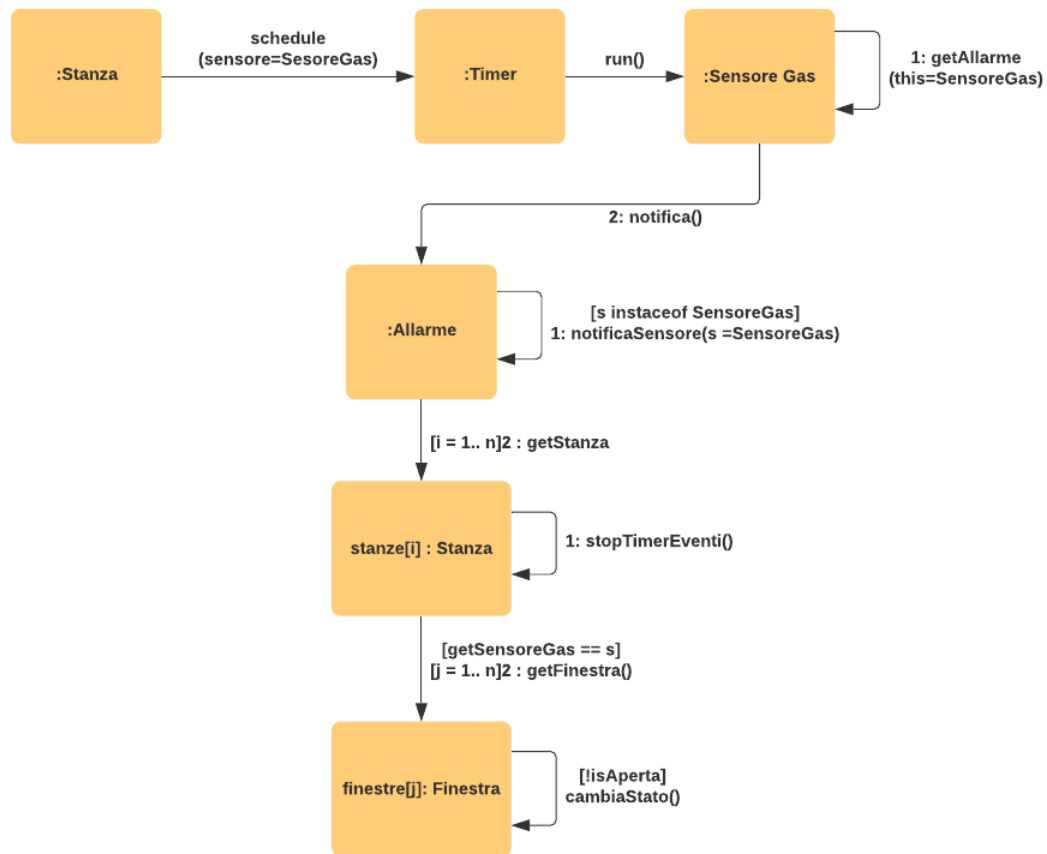 :Stanza
schedule
(sensore=SesoreGas)
:Timer
run()
:Sensore Gas
1: getAllarme
(this=SensoreGas)
2: notifica()
:Allarme
[s instaceof SensoreGas]
1: notificaSensore(s =SensoreGas)
[i = 1.. n]2 : getStanza
stanze[i] : Stanza
1: stopTimerEventi()
[getSensoreGas == s]
[j = 1.. n]2 : getFinestra()
finestre[j]: Finestra
[!isAperta]
cambiaStato()